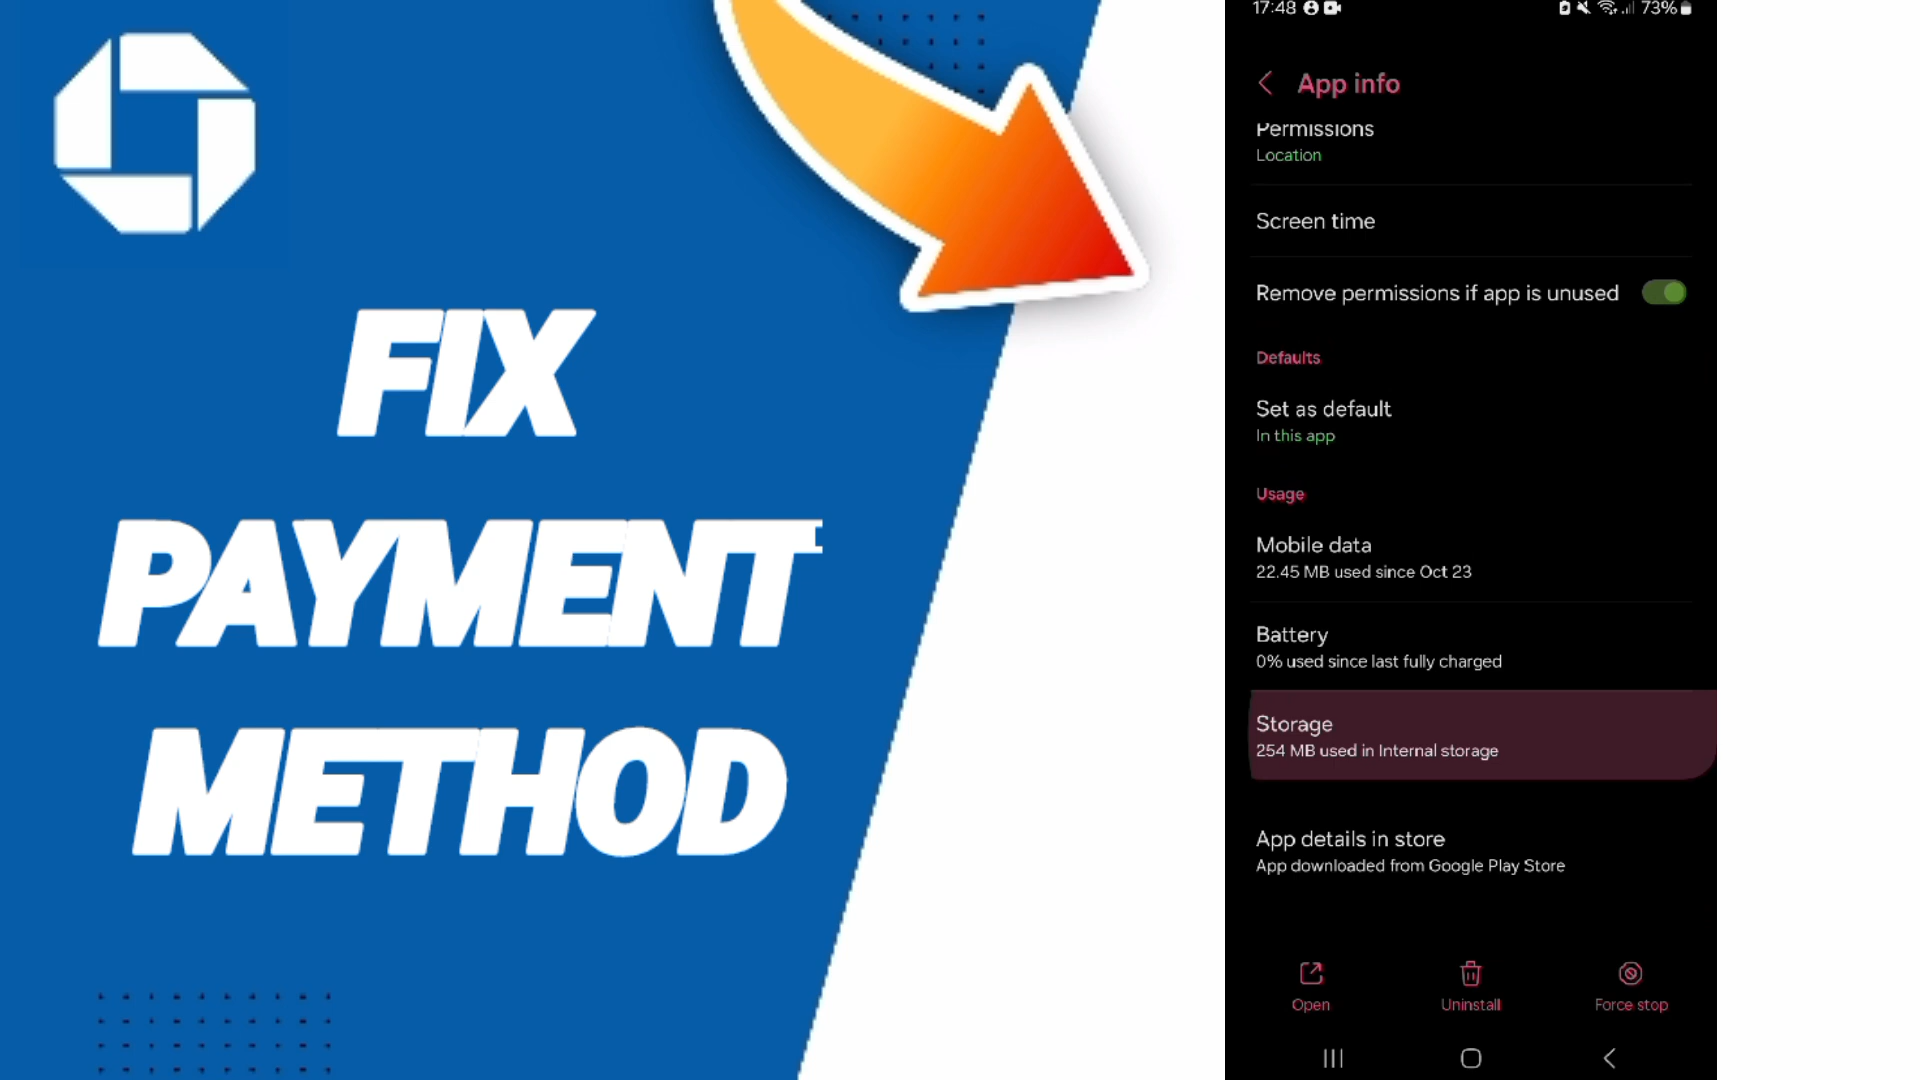 FIX
PAYMENT
METHOD
17:48 73%
App info
Permissions
Location
Screen time
Remove permissions if app is unused
Defaults
Set as default
In this app
Usage
Mobile data
22.45 MB used since Oct 23
Battery
0% used since last fully charged
Storage
254 MB used in Internal storage
App details in store
App downloaded from Google Play Store
Open Uninstall Force stop